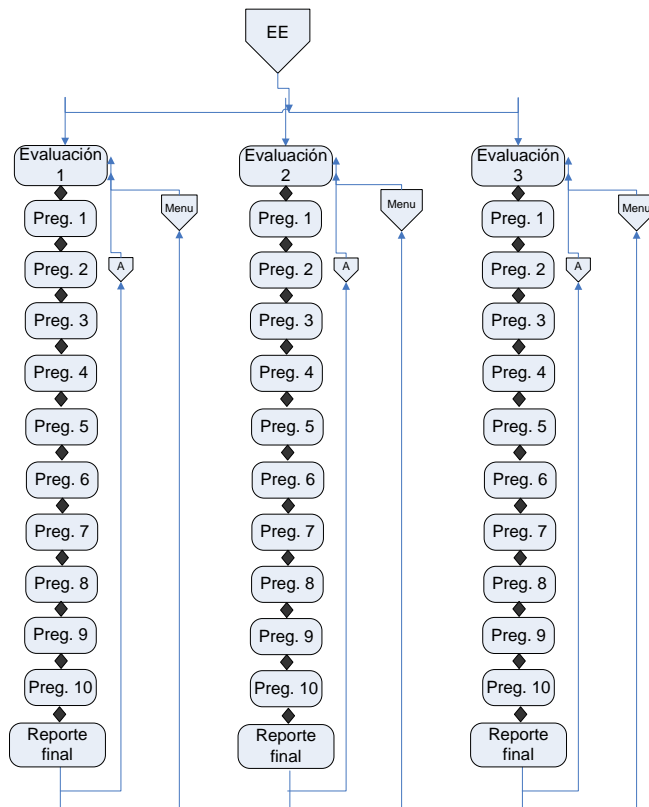 EE
Evaluación
1
Menu
Preg. 1
A
Preg. 2
Preg. 3
Preg. 4
Preg. 5
Preg. 6
Preg. 7
Preg. 8
Preg. 9
Preg. 10
Reporte
final
Evaluación
2
Menu
Preg. 1
A
Preg. 2
Preg. 3
Preg. 4
Preg. 5
Preg. 6
Preg. 7
Preg. 8
Preg. 9
Preg. 10
Reporte
final
Evaluación
3
Menu
Preg. 1
A
Preg. 2
Preg. 3
Preg. 4
Preg. 5
Preg. 6
Preg. 7
Preg. 8
Preg. 9
Preg. 10
Reporte
final